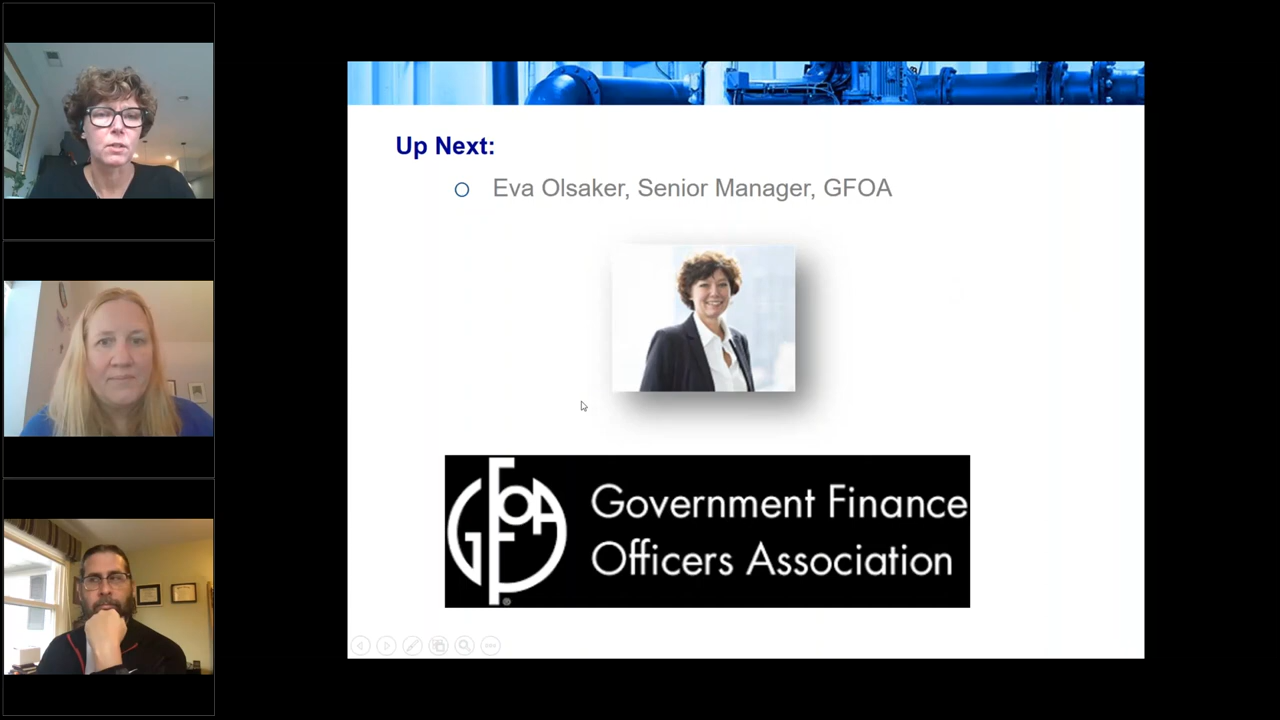 Up Next:
Eva Olsaker, Senior Manager, GFOA
GFOA
Government Finance
Officers Association